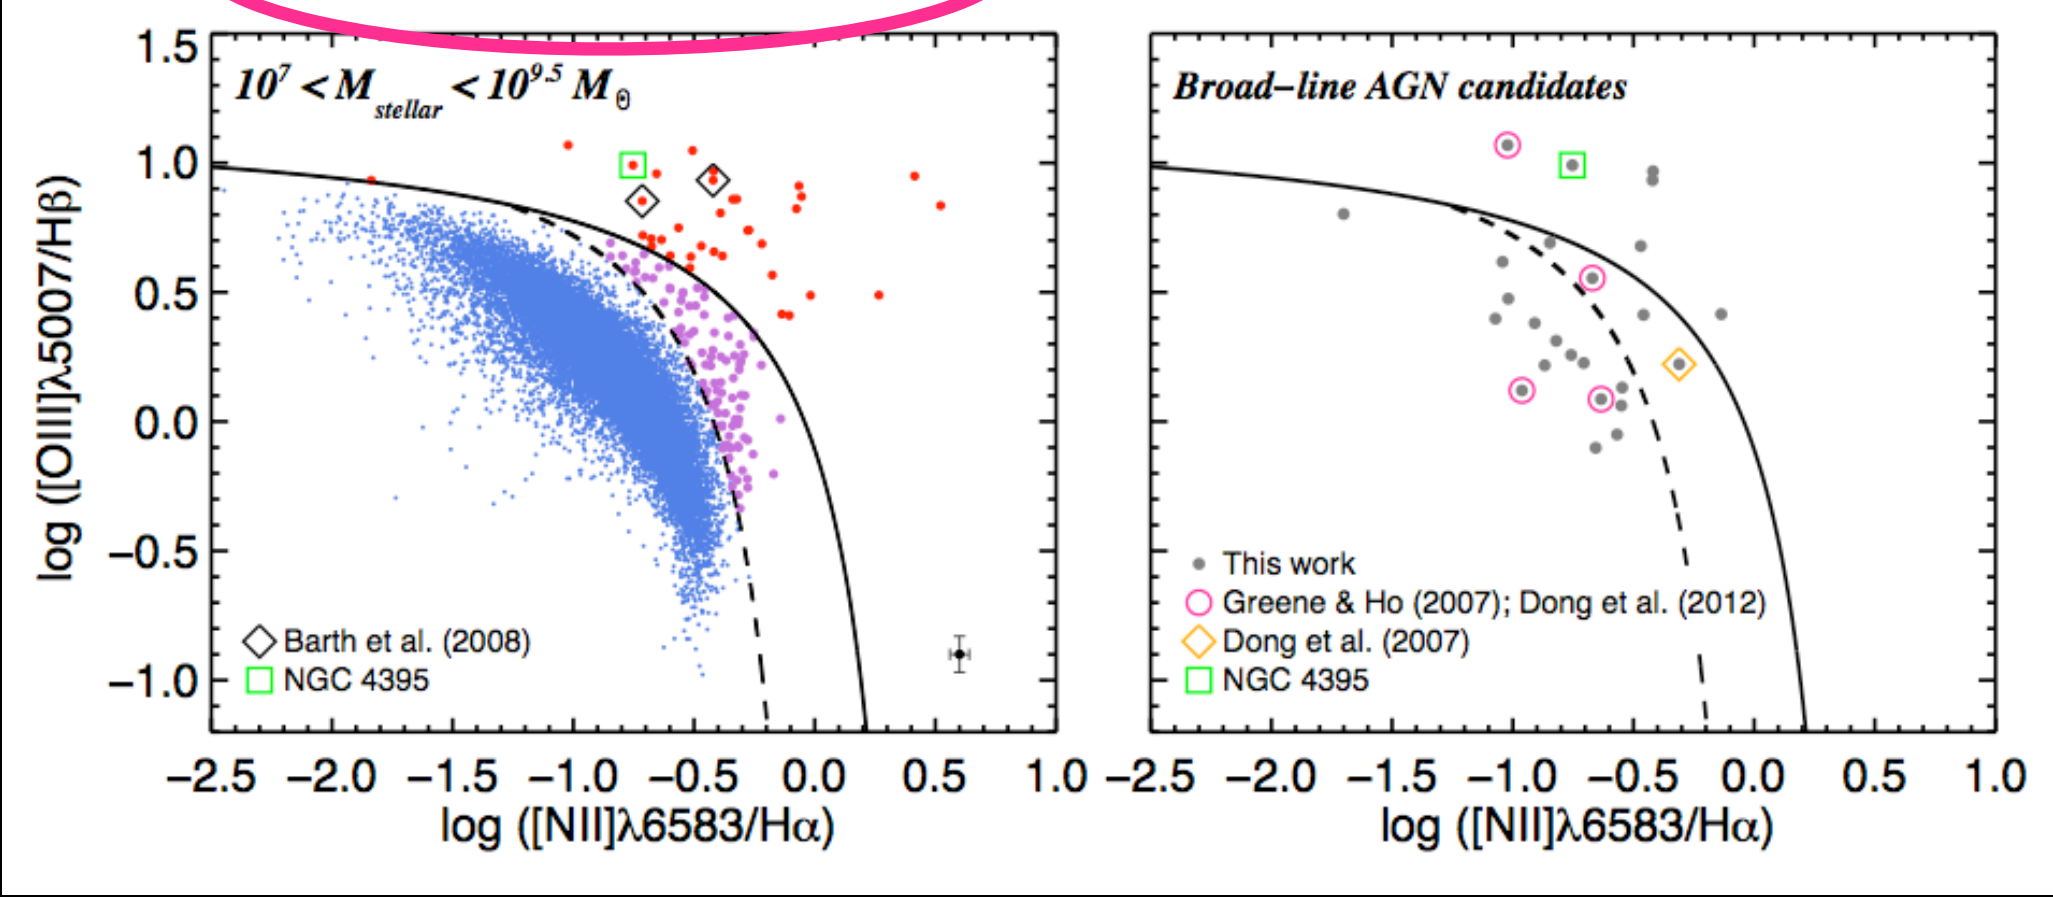 10⁷ < M_stellar < 10⁹·⁵ M_⊙
1.5
1.0
0.5
0.0
−0.5
−1.0
log ([OIII]λ5007/Hβ)
Barth et al. (2008)
NGC 4395
−2.5 −2.0 −1.5 −1.0 −0.5 0.0 0.5 1.0
log ([NII]λ6583/Hα)
Broad−line AGN candidates
This work
Greene & Ho (2007); Dong et al. (2012)
Dong et al. (2007)
NGC 4395
−2.5 −2.0 −1.5 −1.0 −0.5 0.0 0.5 1.0
log ([NII]λ6583/Hα)